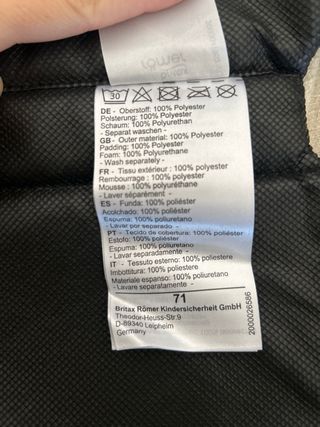 römer
britax
30
DE - Oberstoff: 100% Polyester
Polsterung: 100% Polyester
Schaum: 100% Polyurethan
- Separat waschen -
GB - Outer material: 100% Polyester
Padding: 100% Polyester
Foam: 100% Polyurethane
- Wash separately -
FR - Tissu extérieur : 100% polyester
Rembourrage : 100% polyester
Mousse : 100% polyuréthane
- Laver séparément -
ES - Funda: 100% poliéster
Acolchado: 100% poliéster
Espuma: 100% poliuretano
- Lavar por separado -
PT - Tecido de cobertura: 100% poliéster
Estofo: 100% poliéster
Espuma: 100% poliuretano
- Lavar separadamente -
IT - Tessuto esterno: 100% poliestere
Imbottitura: 100% poliestere
Materiale espanso: 100% poliuretano
- Lavare separatamente -
71
Britax Römer Kindersicherheit GmbH
Theodor-Heuss-Str.9
D-89340 Leipheim
Germany
2000026586